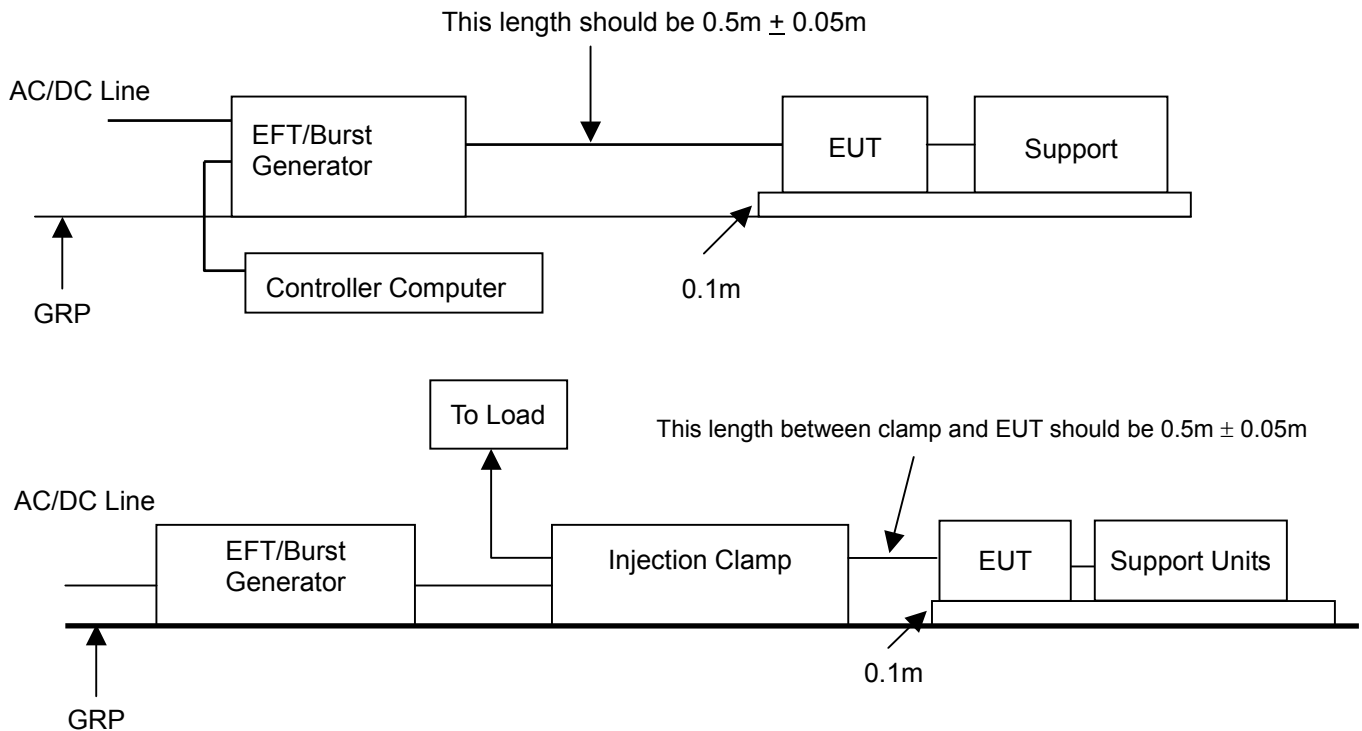 This length should be 0.5m ± 0.05m
AC/DC Line
EFT/Burst
Generator
EUT
Support
Controller Computer
0.1m
GRP
To Load
This length between clamp and EUT should be 0.5m ± 0.05m
AC/DC Line
EFT/Burst
Generator
Injection Clamp
EUT
Support Units
0.1m
GRP